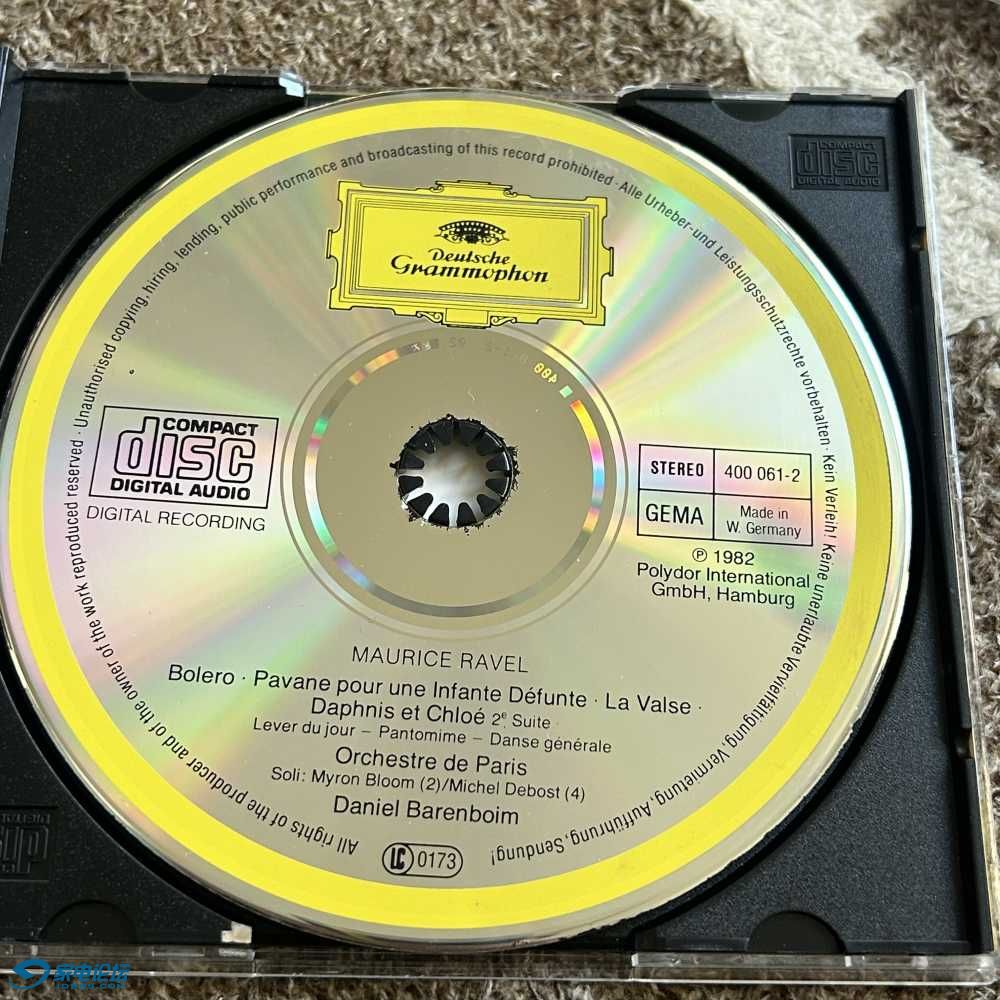 All rights of the producer and of the owner of the work reproduced reserved · Unauthorised copying, hiring, lending, public performance and broadcasting of this record prohibited · Alle Urheber-und Leistungsschutzrechte vorbehalten · Kein Verleih! Keine unerlaubte Vervielfältigung, Vermietung, Aufführung, Sendung!
COMPACT
disc
DIGITAL AUDIO
Deutsche
Grammophon
COMPACT
disc
DIGITAL AUDIO
DIGITAL RECORDING
STEREO 400 061-2
GEMA Made in
W. Germany
℗ 1982
Polydor International
GmbH, Hamburg
MAURICE RAVEL
Bolero · Pavane pour une Infante Défunte · La Valse ·
Daphnis et Chloé 2e Suite
Lever du jour – Pantomime – Danse générale
Orchestre de Paris
Soli: Myron Bloom (2)/Michel Debost (4)
Daniel Barenboim
LC 0173
家电论坛